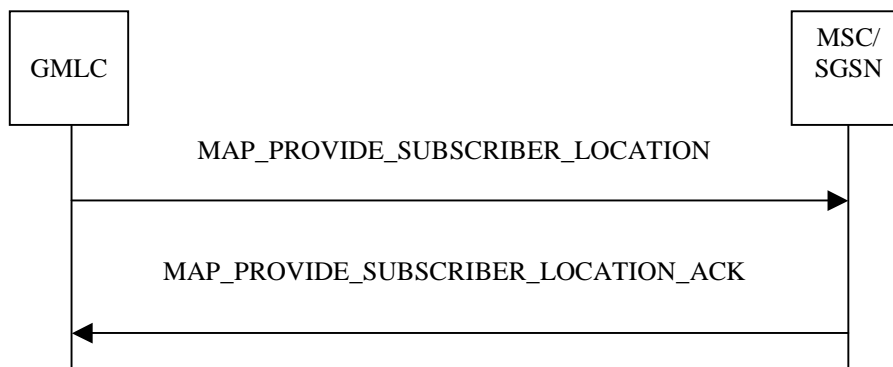 GMLC
MSC/
SGSN
MAP_PROVIDE_SUBSCRIBER_LOCATION
MAP_PROVIDE_SUBSCRIBER_LOCATION_ACK